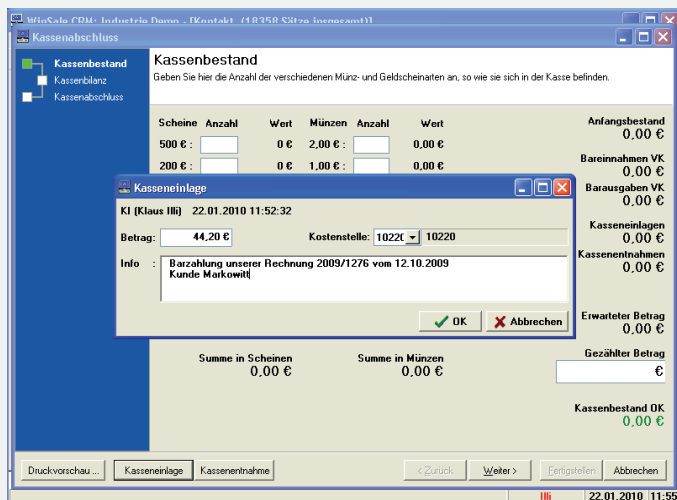 WinSale CRM: Industrie Demo - [Kontakt (18358 Sätze insgesamt)]
Kassenabschluss
Kassenbestand
Kassenbilanz
Kassenabschluss
Kassenbestand
Geben Sie hier die Anzahl der verschiedenen Münz- und Geldscheinarten an, so wie sie sich in der Kasse befinden.
Scheine Anzahl Wert Münzen Anzahl Wert
500 € : 0 € 2,00 € : 0,00 €
200 € : 0 € 1,00 € : 0,00 €
Anfangsbestand
0,00 €
Bareinnahmen VK
0,00 €
Barausgaben VK
0,00 €
Kasseneinlagen
0,00 €
Kassenentnahmen
0,00 €
Erwarteter Betrag
0,00 €
Gezählter Betrag
€
Kassenbestand OK
0,00 €
Kasseneinlage
KI (Klaus Illi) 22.01.2010 11:52:32
Betrag: 44,20 € Kostenstelle: 10220 10220
Info : Barzahlung unserer Rechnung 2009/1276 vom 12.10.2009
Kunde Markowitt
OK Abbrechen
Summe in Scheinen Summe in Münzen
0,00 € 0,00 €
Druckvorschau ... Kasseneinlage Kassenentnahme < Zurück Weiter > Fertigstellen Abbrechen
Illi 22.01.2010 11:55